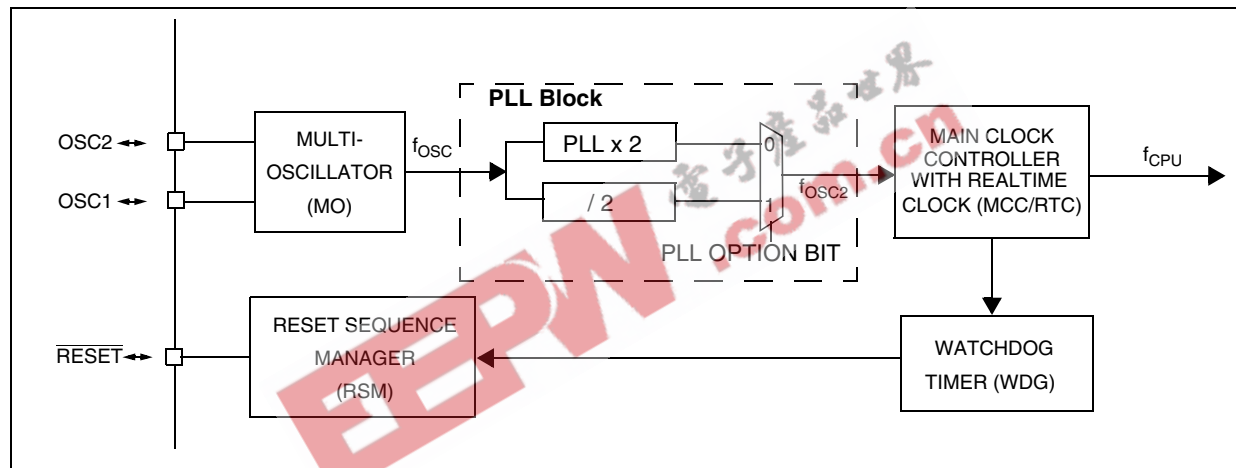 PLL Block
OSC2
MULTI-
OSCILLATOR
(MO)
fOSC
PLL x 2
0
/ 2
1
fOSC2
PLL OPTION BIT
MAIN CLOCK
CONTROLLER
WITH REALTIME
CLOCK (MCC/RTC)
fCPU
OSC1
RESET
RESET SEQUENCE
MANAGER
(RSM)
WATCHDOG
TIMER (WDG)
EEPW
.com.cn
電子產品世界